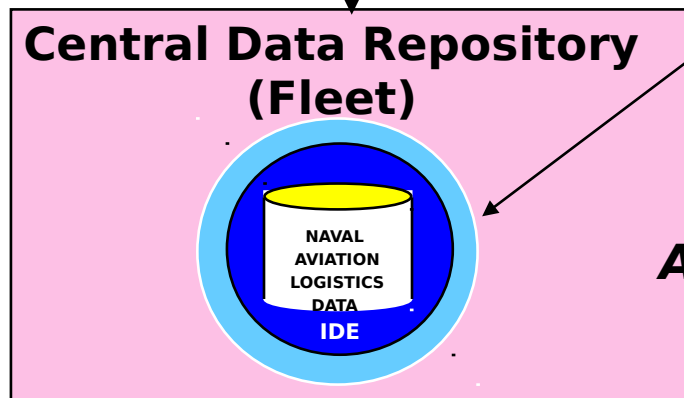 Central Data Repository
(Fleet)
NAVAL
AVIATION
LOGISTICS
DATA
IDE
A